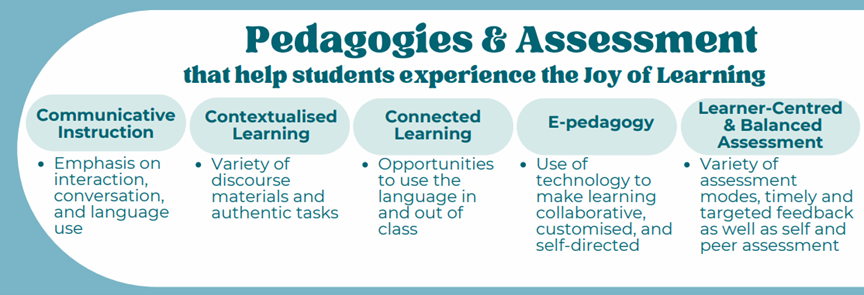 Pedagogies & Assessment
that help students experience the Joy of Learning
Communicative
Instruction
• Emphasis on
interaction,
conversation,
and language
use
Contextualised
Learning
• Variety of
discourse
materials and
authentic tasks
Connected
Learning
• Opportunities
to use the
language in
and out of
class
E-pedagogy
• Use of
technology to
make learning
collaborative,
customised, and
self-directed
Learner-Centred
& Balanced
Assessment
• Variety of
assessment
modes, timely and
targeted feedback
as well as self and
peer assessment